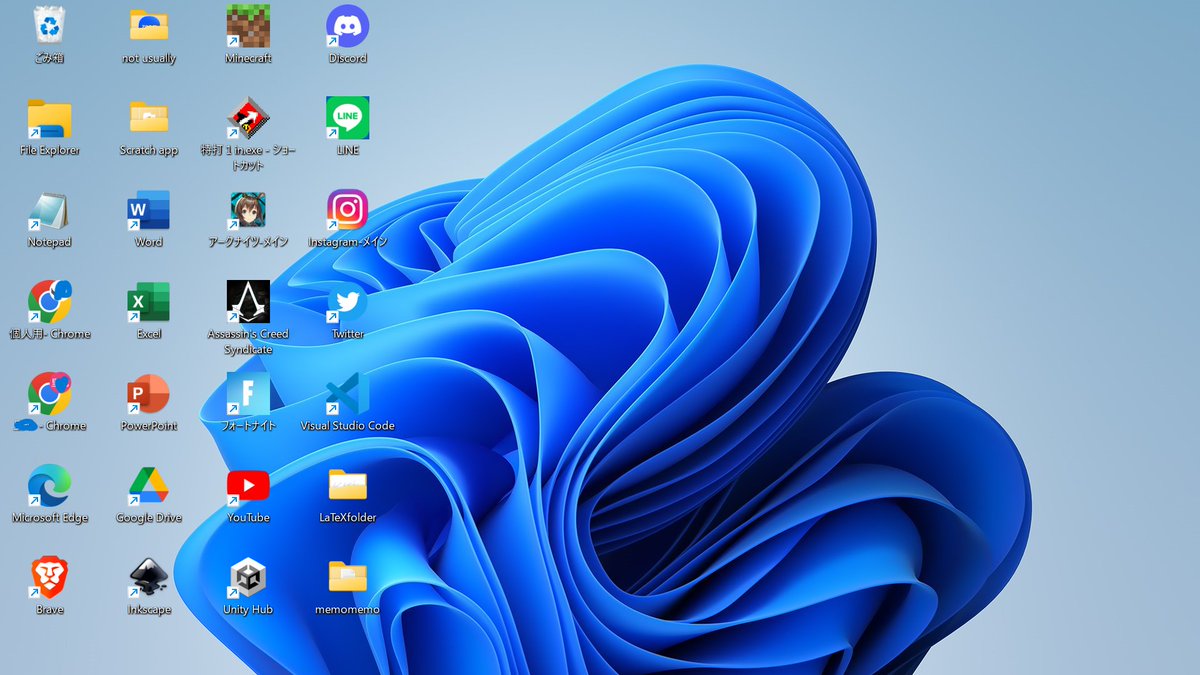 ごみ箱
not usually
Minecraft
Discord
File Explorer
Scratch app
特打 1 in.exe - ショー
トカット
LINE
LINE
Notepad
W
Word
アークナイツ-メイン
Instagram-メイン
個人用- Chrome
X
Excel
Assassin's Creed
Syndicate
Twitter
- Chrome
P
PowerPoint
F
フォートナイト
Visual Studio Code
Microsoft Edge
Google Drive
YouTube
LaTeXfolder
Brave
Inkscape
Unity Hub
memomemo